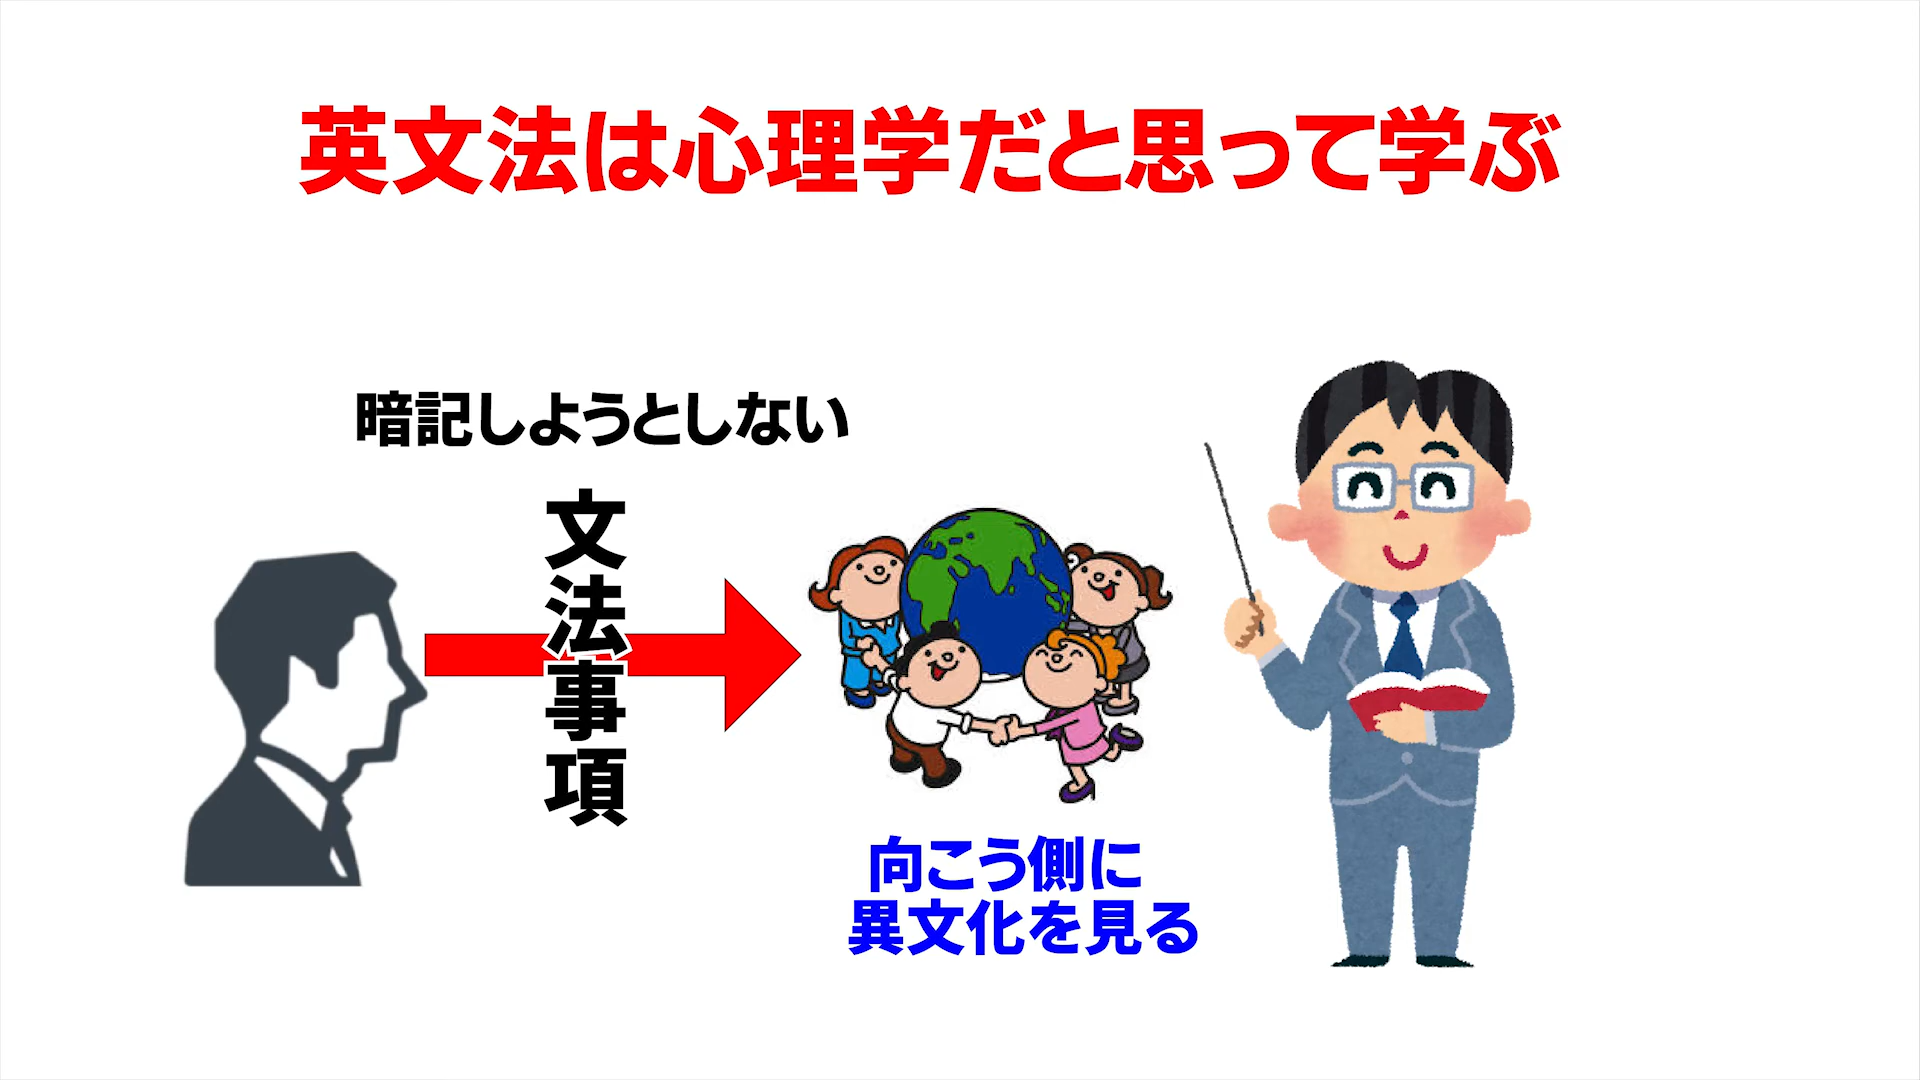 英文法は心理学だと思って学ぶ
暗記しようとしない
文法事項
向こう側に
異文化を見る